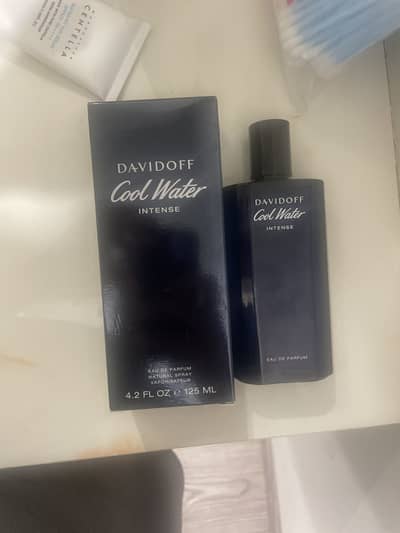 CENTELLA
DAVIDOFF
Cool Water
INTENSE
EAU DE PARFUM
NATURAL SPRAY
VAPORISATEUR
4.2 FL OZ e 125 ML
DAVIDOFF
Cool Water
INTENSE
EAU DE PARFUM